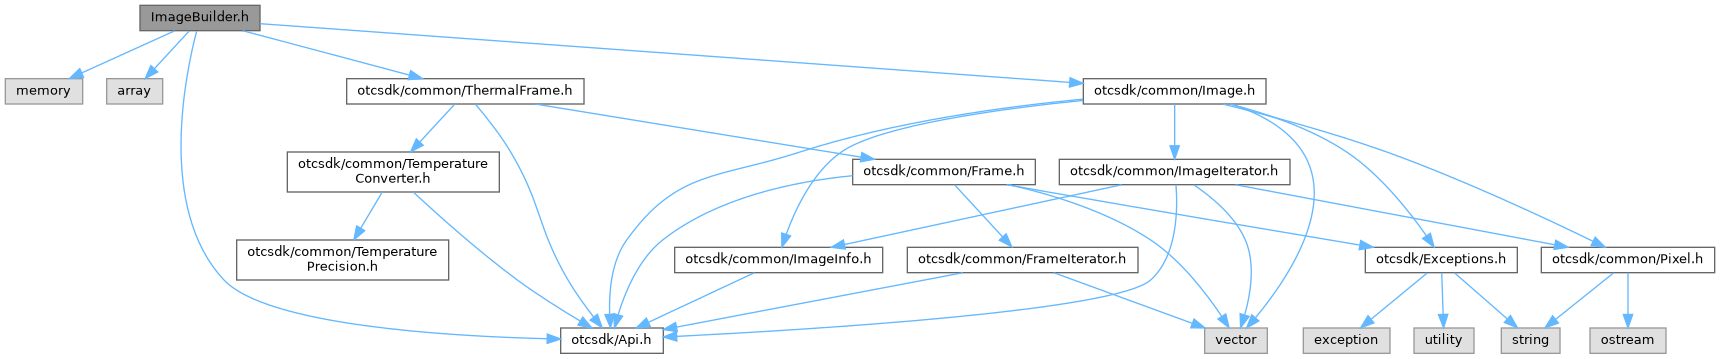 ImageBuilder.h
memory
array
otcsdk/common/ThermalFrame.h
otcsdk/common/Image.h
otcsdk/common/Temperature
Converter.h
otcsdk/common/Frame.h
otcsdk/common/ImageIterator.h
otcsdk/common/Temperature
Precision.h
otcsdk/common/ImageInfo.h
otcsdk/common/FrameIterator.h
otcsdk/Exceptions.h
otcsdk/common/Pixel.h
otcsdk/Api.h
vector
exception
utility
string
ostream